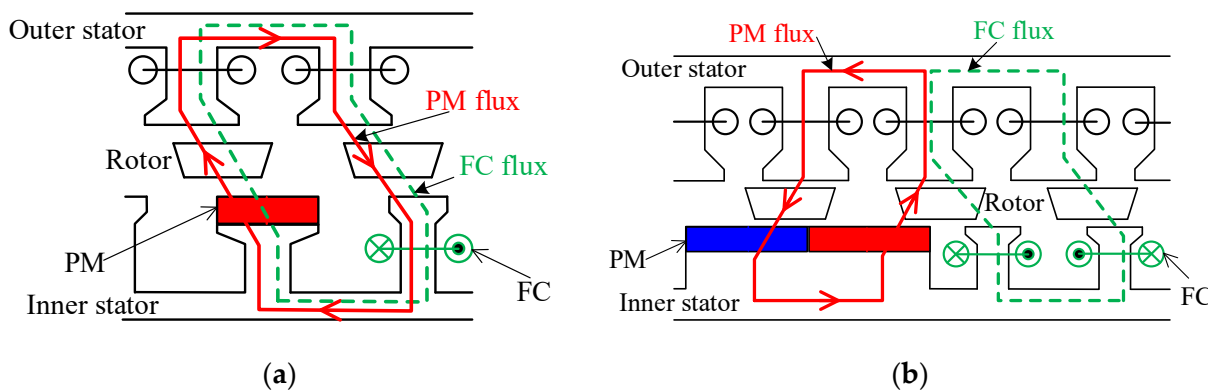 Outer stator
PM flux
Rotor
FC flux
PM
FC
Inner stator
(a)
FC flux
PM flux
Outer stator
Rotor
PM
Inner stator
FC
(b)